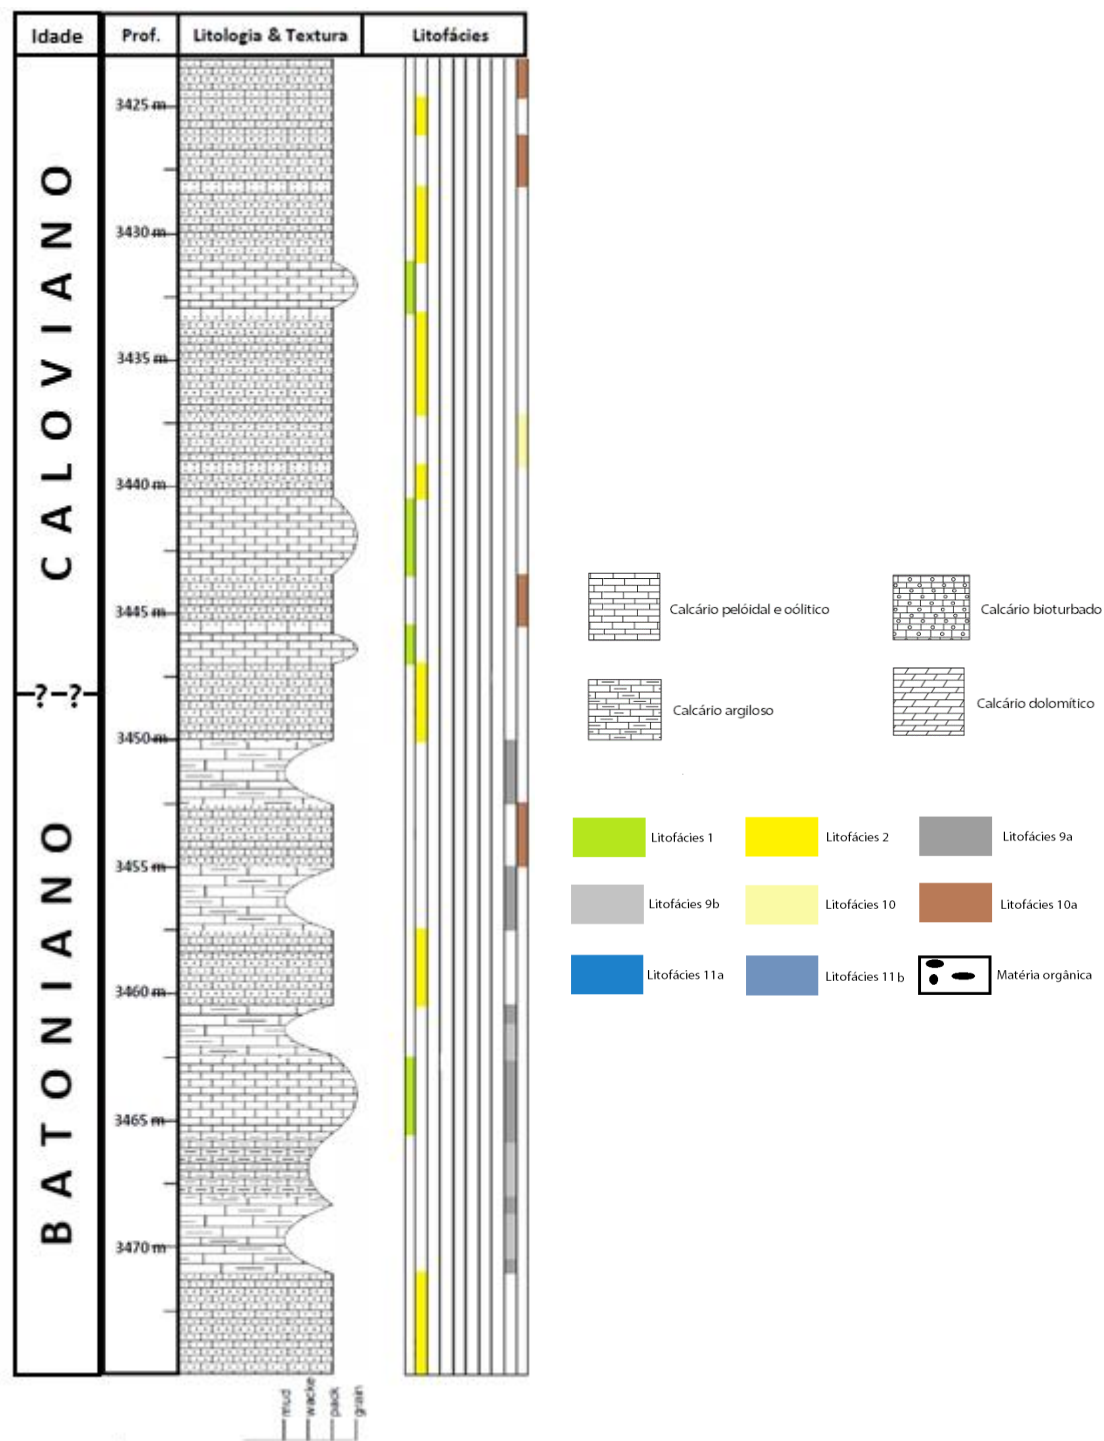 Idade Prof. Litologia & Textura Litofácies
CALOVIANO
-?-?-
BATONIANO
3425 m
3430 m
3435 m
3440 m
3445 m
3450 m
3455 m
3460 m
3465 m
3470 m
mud
wacke
pack
grain
Calcário pelóidal e oólitico
Calcário bioturbado
Calcário argiloso
Calcário dolomítico
Litofácies 1
Litofácies 2
Litofácies 9a
Litofácies 9b
Litofácies 10
Litofácies 10a
Litofácies 11a
Litofácies 11b
Matéria orgânica